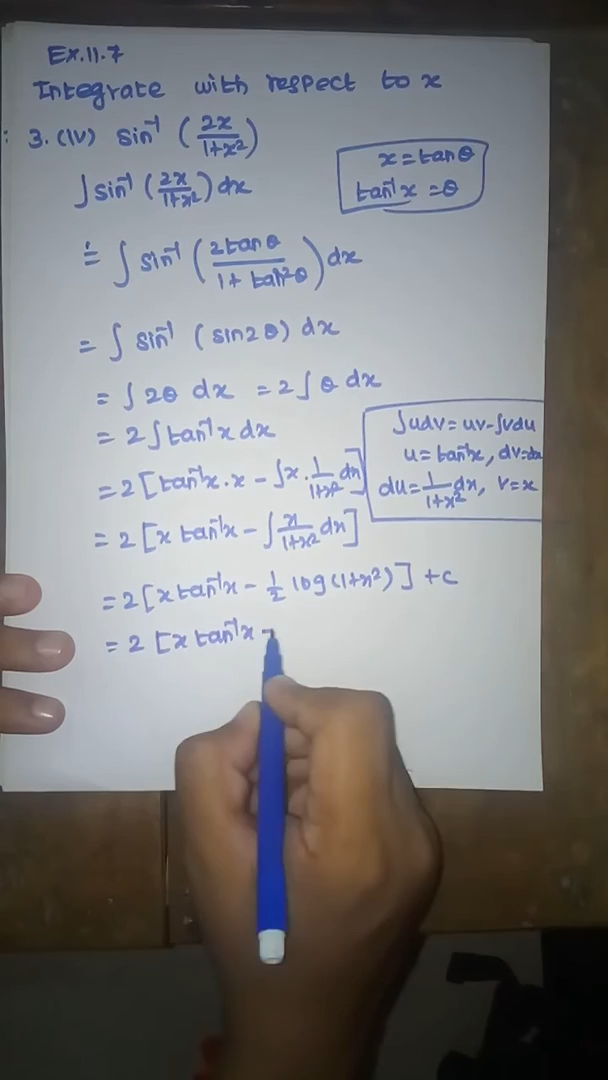 Ex.11.7
Integrate with respect to x
3. (iv) sin⁻¹ (2x/1+x²)
∫sin⁻¹ (2x/1+x²) dx
x = tanθ
tan⁻¹x = θ
= ∫ sin⁻¹ (2tanθ/1+tan²θ) dx
= ∫ sin⁻¹ (sin2θ) dx
= ∫ 2θ dx = 2∫ θ dx
= 2∫tan⁻¹x dx
∫udv = uv-∫vdu
u = tan⁻¹x, dv=dx
du = 1/1+x² dx, v=x
= 2[tan⁻¹x.x - ∫x. 1/1+x² dx]
= 2[x tan⁻¹x - ∫x/1+x² dx]
= 2[x tan⁻¹x - 1/2 log(1+x²)] +c
= 2 [x tan⁻¹x -